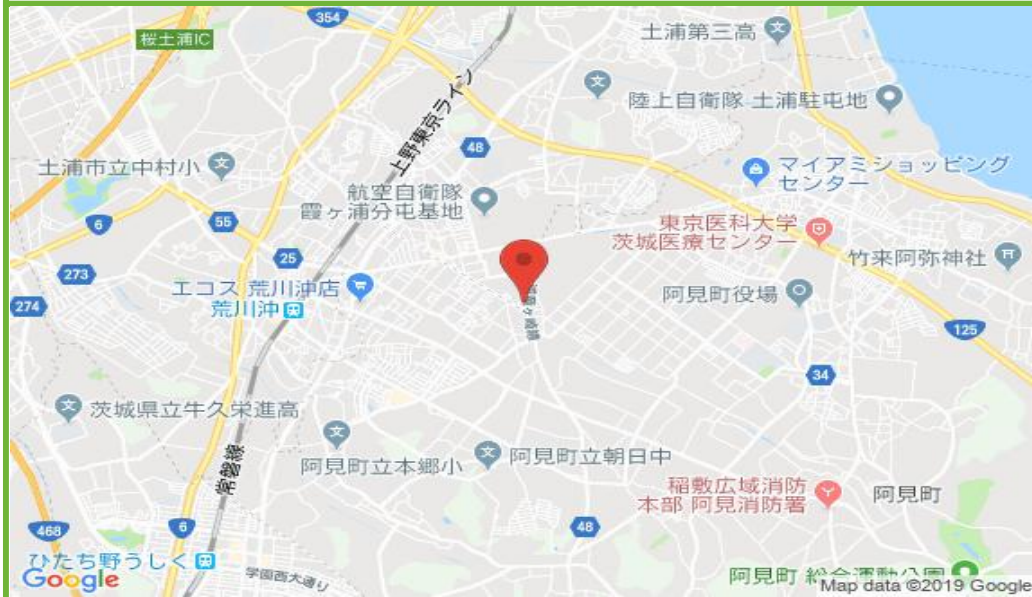 354
桜土浦IC
土浦第三高
上野東京ライン
陸上自衛隊 土浦駐屯地
48
土浦市立中村小
マイアミショッピング
センター
航空自衛隊
霞ヶ浦分屯基地
6
55
東京医科大学
茨城医療センター
25
竹来阿弥神社
273
エコス 荒川沖店
阿見町役場
274
荒川沖
125
34
茨城県立牛久栄進高
阿見町立本郷小
阿見町立朝日中
常磐線
稲敷広域消防
本部 阿見消防署
阿見町
468
6
48
ひたち野うしく
Google
学園西大通り
阿見町 総合運動公園
Map data ©2019 Google